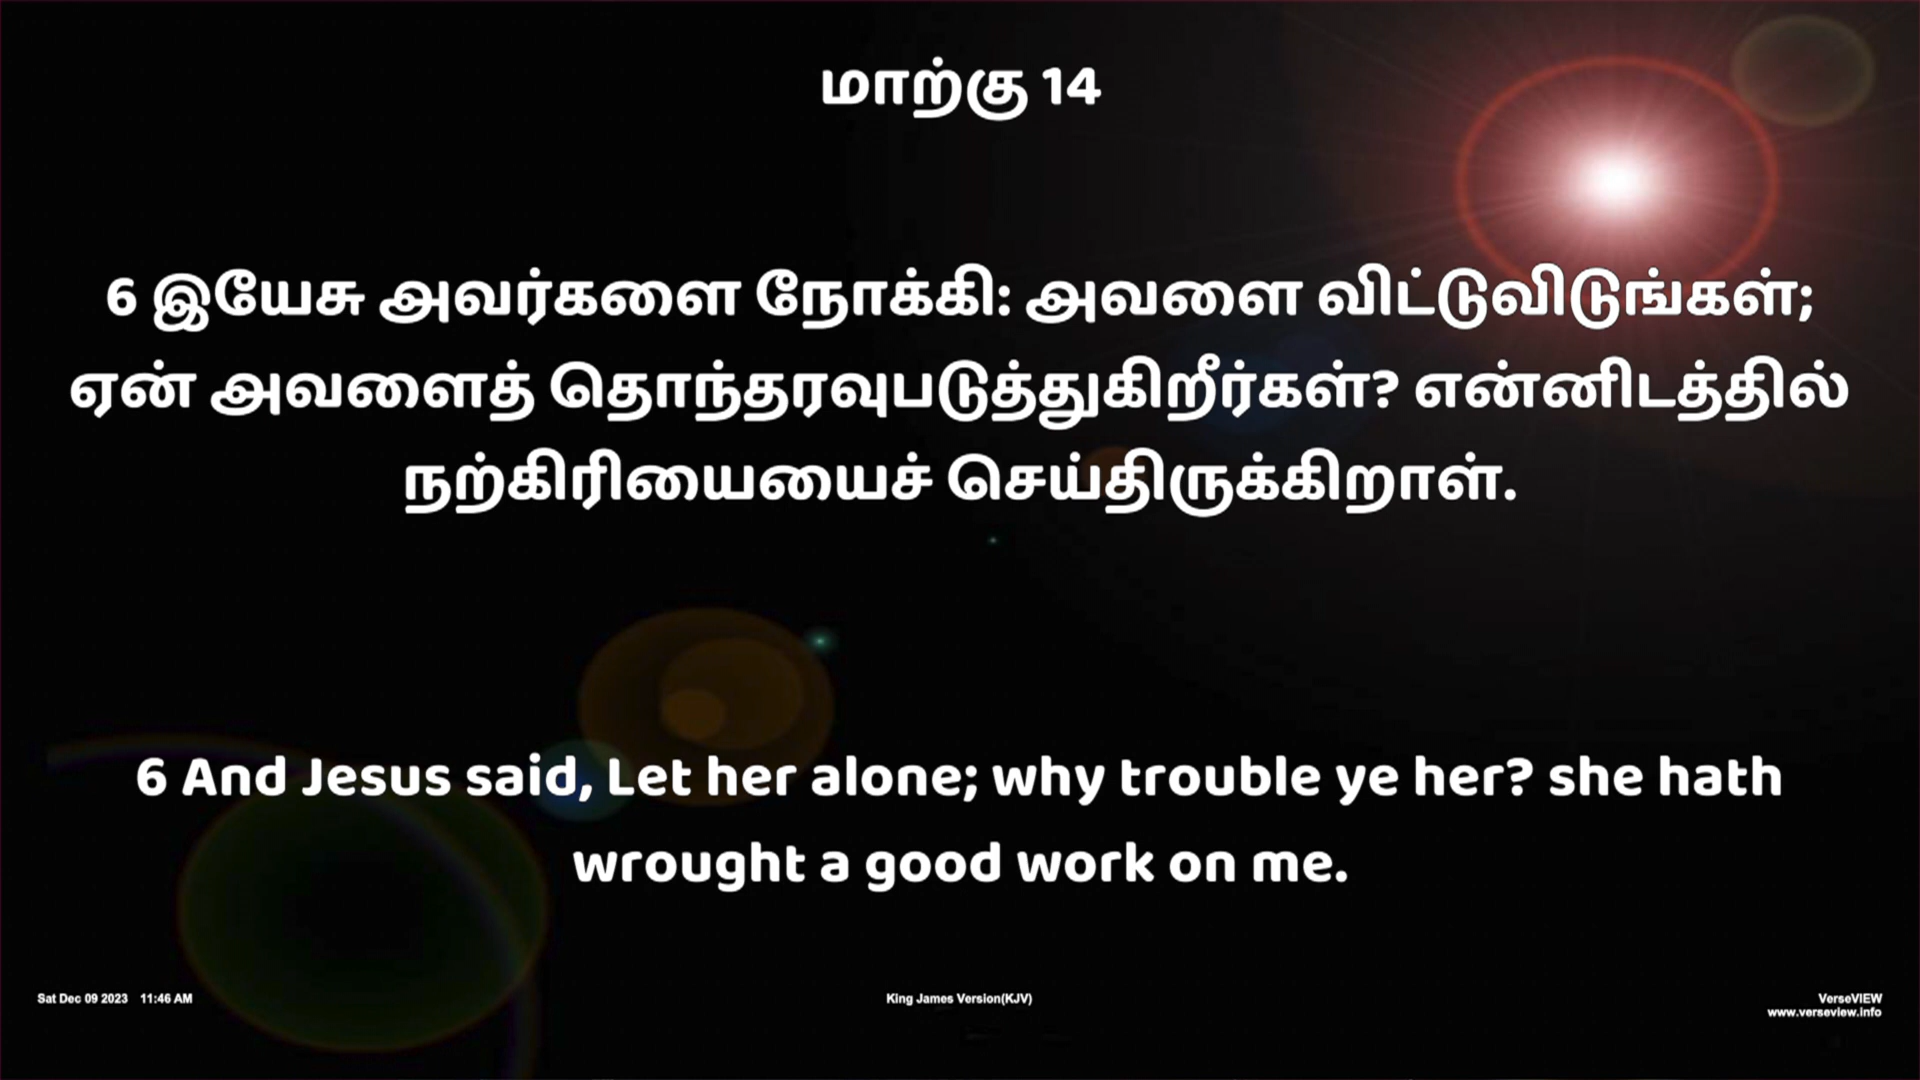 மாற்கு 14
6 இயேசு அவர்களை நோக்கி: அவளை விட்டுவிடுங்கள்;
ஏன் அவளைத் தொந்தரவுபடுத்துகிறீர்கள்? என்னிடத்தில்
நற்கிரியையைச் செய்திருக்கிறாள்.
6 And Jesus said, Let her alone; why trouble ye her? she hath
wrought a good work on me.
Sat Dec 09 2023 11:46 AM
King James Version(KJV)
VerseVIEW
www.verseview.info